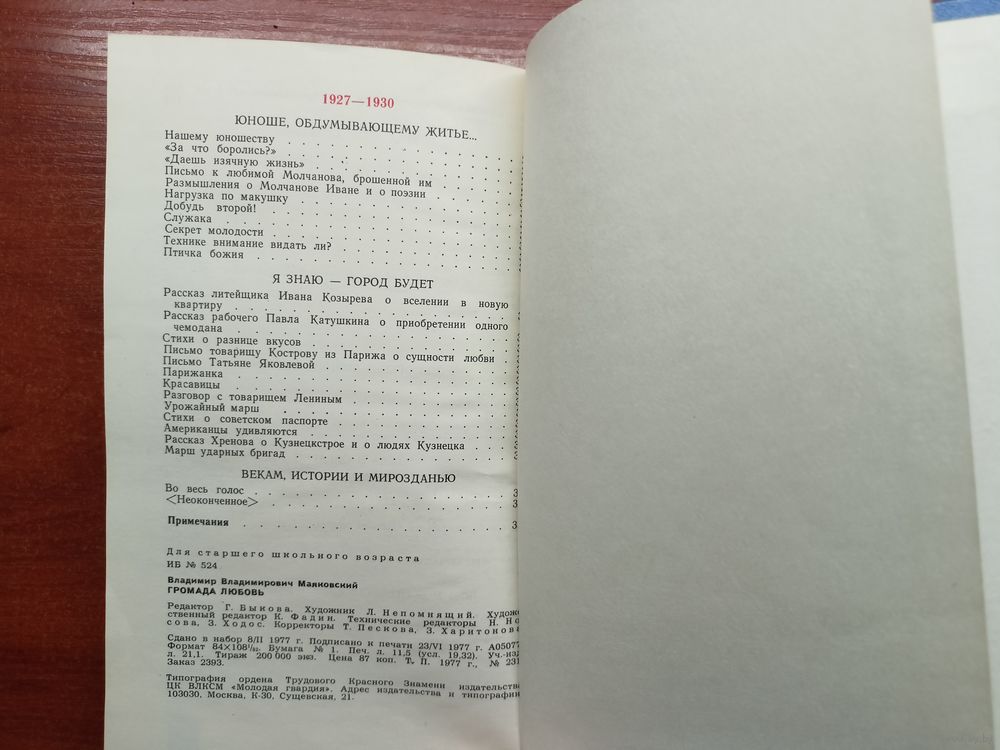 1927—1930
ЮНОШЕ, ОБДУМЫВАЮЩЕМУ ЖИТЬЕ...
Нашему юношеству . . . . . . . . . . . . . .
«За что боролись?» . . . . . . . . . . . . . .
«Даешь изячную жизнь» . . . . . . . . . . . .
Письмо к любимой Молчанова, брошенной им . . . .
Размышления о Молчанове Иване и о поэзии . . . .
Нагрузка по макушку . . . . . . . . . . . . .
Добудь второй! . . . . . . . . . . . . . . .
Служака . . . . . . . . . . . . . . . . .
Секрет молодости . . . . . . . . . . . . . .
Технике внимание видать ли? . . . . . . . . . .
Птичка божия . . . . . . . . . . . . . . .
Я ЗНАЮ — ГОРОД БУДЕТ
Рассказ литейщика Ивана Козырева о вселении в новую
квартиру . . . . . . . . . . . . . . . .
Рассказ рабочего Павла Катушкина о приобретении одного
чемодана . . . . . . . . . . . . . . . .
Стихи о разнице вкусов . . . . . . . . . . . .
Письмо товарищу Кострову из Парижа о сущности любви .
Письмо Татьяне Яковлевой . . . . . . . . . . .
Парижанка . . . . . . . . . . . . . . . .
Красавицы . . . . . . . . . . . . . . . .
Разговор с товарищем Лениным . . . . . . . . .
Урожайный марш . . . . . . . . . . . . . .
Стихи о советском паспорте . . . . . . . . . .
Американцы удивляются . . . . . . . . . . . .
Рассказ Хренова о Кузнецкстрое и о людях Кузнецка . . .
Марш ударных бригад . . . . . . . . . . . . .
ВЕКАМ, ИСТОРИИ И МИРОЗДАНЬЮ
Во весь голос . . . . . . . . . . . . . . . 3
<Неоконченное> . . . . . . . . . . . . . . 3
Примечания . . . . . . . . . . . . . . . . 3
Для старшего школьного возраста
ИБ № 524
Владимир Владимирович Маяковский
ГРОМАДА ЛЮБОВЬ
Редактор Г. Быкова. Художник Л. Непомнящий. Художе
ственный редактор К. Фадин. Технические редакторы Н. Но
сова, З. Ходос. Корректоры Т. Пескова, З. Харитонова
Сдано в набор 8/II 1977 г. Подписано к печати 23/VI 1977 г. А05077
Формат 84×108¹/₃₂. Бумага № 1. Печ. л. 11,5 (усл. 19,32). Уч.-изд
л. 21,1. Тираж 200 000 экз. Цена 87 коп. Т. П. 1977 г., № 231
Заказ 2393.
Типография ордена Трудового Красного Знамени издательства
ЦК ВЛКСМ «Молодая гвардия». Адрес издательства и типографии
103030, Москва, К-30, Сущевская, 21.